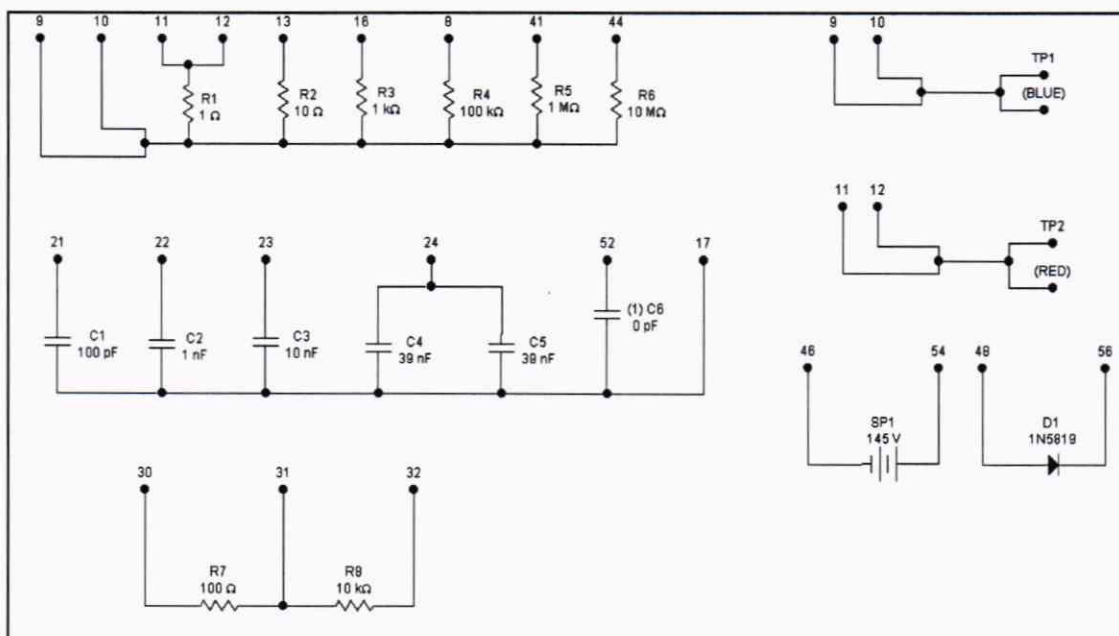 9 10 11 12 13 16 8 41 44
R1
1 Ω
R2
10 Ω
R3
1 kΩ
R4
100 kΩ
R5
1 MΩ
R6
10 MΩ
9 10
TP1
(BLUE)
11 12
TP2
(RED)
21 22 23 24 52 17
C1
100 pF
C2
1 nF
C3
10 nF
C4
39 nF
C5
39 nF
(1) C6
0 pF
46 54 48 56
SP1
145 V
D1
1N5819
30 31 32
R7
100 Ω
R8
10 kΩ